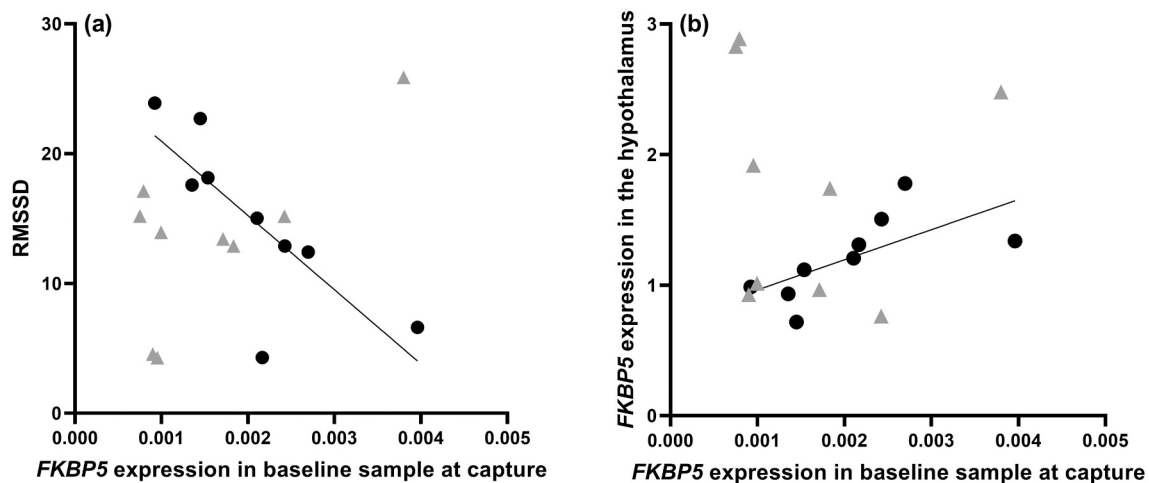 (a)
30
20
10
0
RMSSD
0.000 0.001 0.002 0.003 0.004 0.005
FKBP5 expression in baseline sample at capture
(b)
3
2
1
0
FKBP5 expression in the hypothalamus
0.000 0.001 0.002 0.003 0.004 0.005
FKBP5 expression in baseline sample at capture